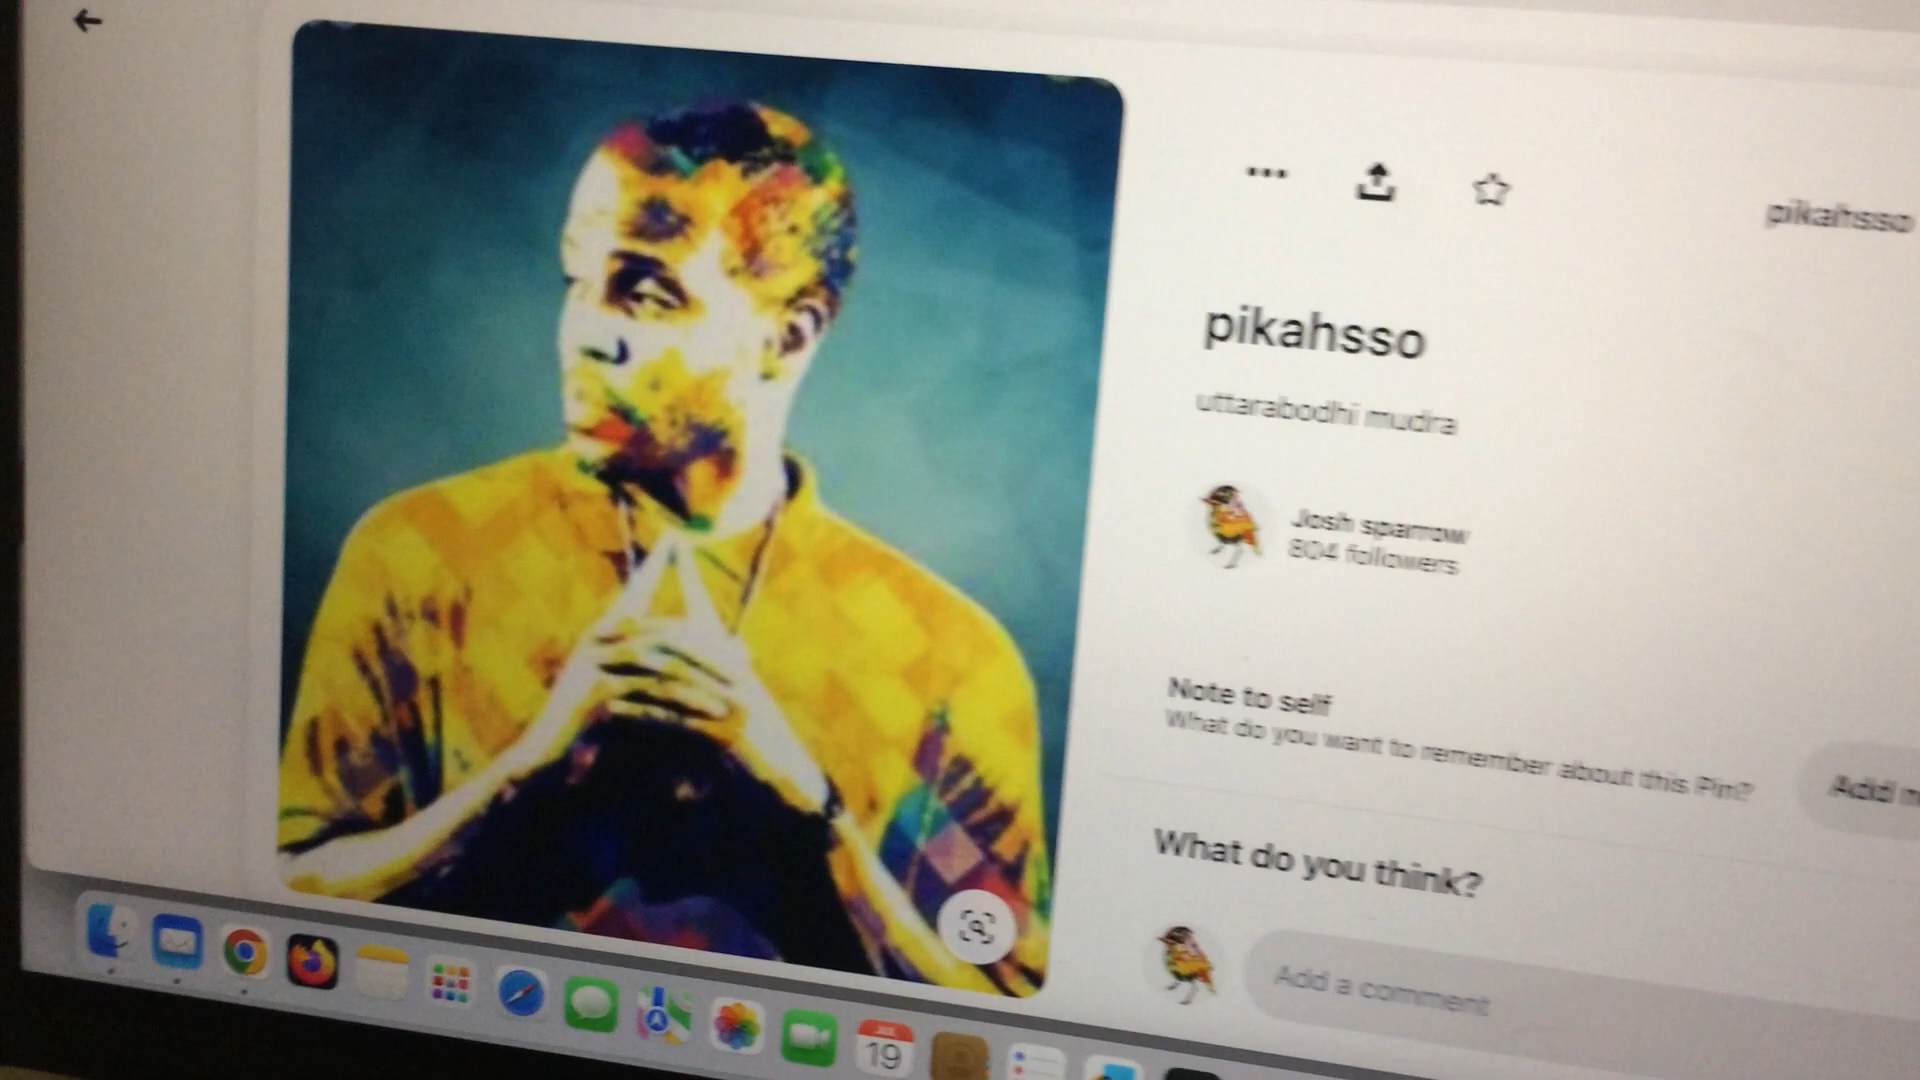 pikahsso
pikahsso
uttarabodhi mudra
Josh sparrow
804 followers
Note to self
What do you want to remember about this Pin?
Add
What do you think?
Add a comment
JUL
19